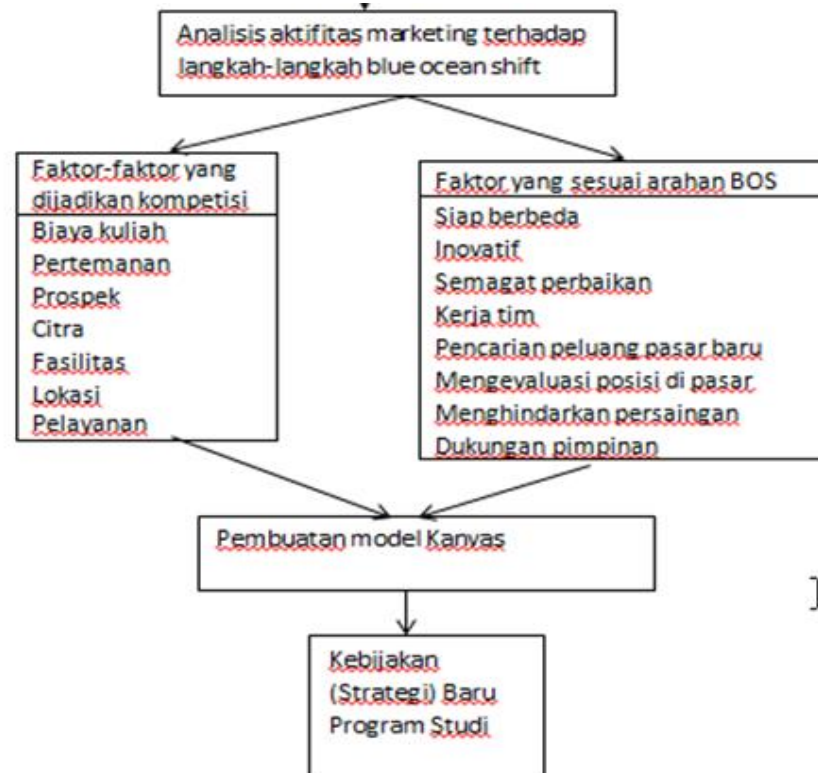 Analisis aktifitas marketing terhadap
langkah-langkah blue ocean shift
Faktor-faktor yang
dijadikan kompetisi
Biaya kuliah
Pertemanan
Prospek
Citra
Fasilitas
Lokasi
Pelayanan
Faktor yang sesuai arahan BOS
Siap berbeda
Inovatif
Semagat perbaikan
Kerja tim
Pencarian peluang pasar baru
Mengevaluasi posisi di pasar
Menghindarkan persaingan
Dukungan pimpinan
Pembuatan model Kanvas
Kebijakan
(Strategi) Baru
Program Studi